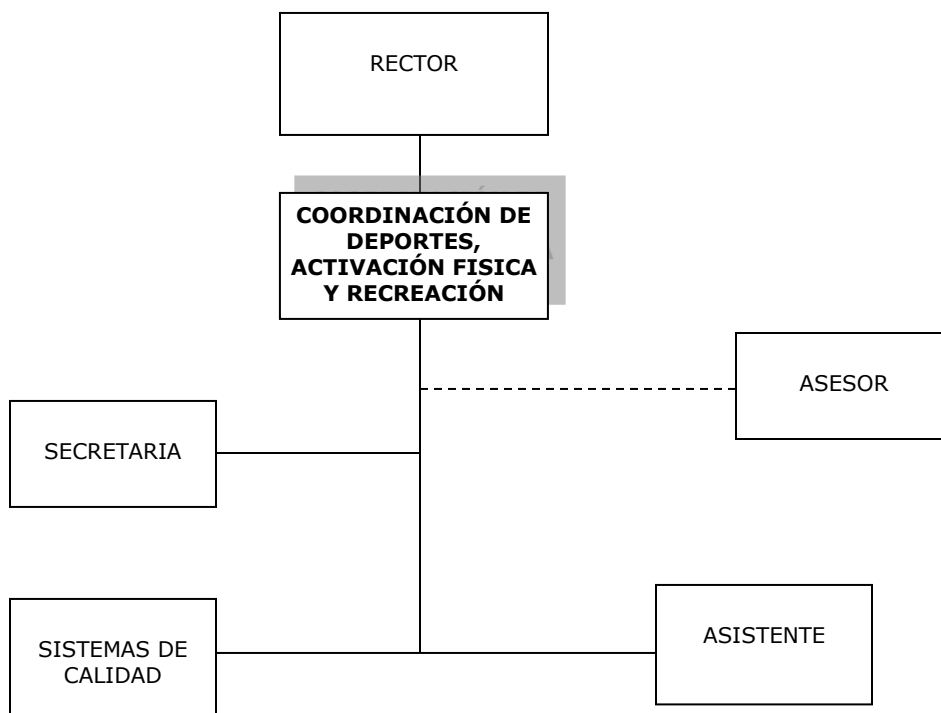 RECTOR
COORDINACIÓN DE
DEPORTES,
ACTIVACIÓN FISICA
Y RECREACIÓN
ASESOR
SECRETARIA
ASISTENTE
SISTEMAS DE
CALIDAD